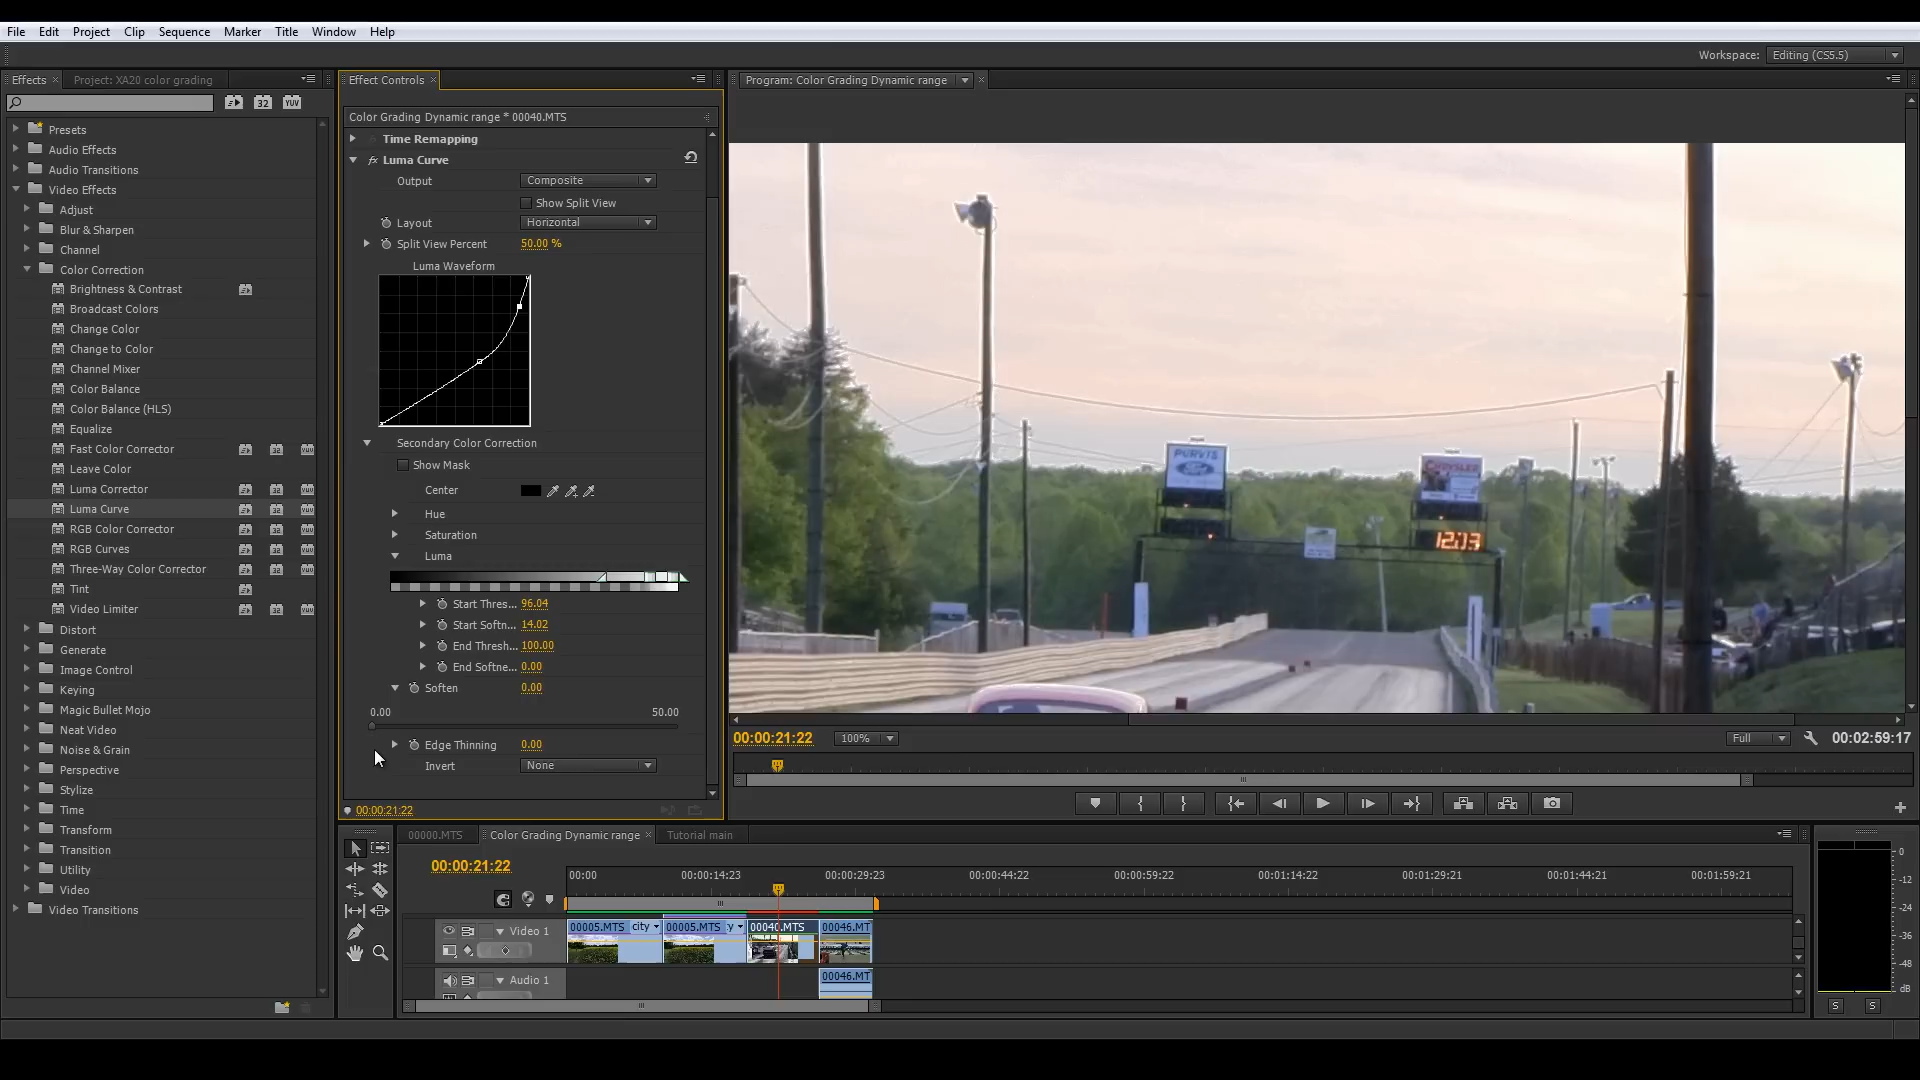 File Edit Project Clip Sequence Marker Title Window Help
Workspace: Editing (CS5.5)
Effects Project: XA20 color grading
Effect Controls
Program: Color Grading Dynamic range
32 YUV
Color Grading Dynamic range * 00040.MTS
Presets
Audio Effects
Audio Transitions
Video Effects
Adjust
Blur & Sharpen
Channel
Color Correction
Brightness & Contrast
Broadcast Colors
Change Color
Change to Color
Channel Mixer
Color Balance
Color Balance (HLS)
Equalize
Fast Color Corrector
Leave Color
Luma Corrector
Luma Curve
RGB Color Corrector
RGB Curves
Three-Way Color Corrector
Tint
Video Limiter
Distort
Generate
Image Control
Keying
Magic Bullet Mojo
Neat Video
Noise & Grain
Perspective
Stylize
Time
Transform
Transition
Utility
Video
Video Transitions
Time Remapping
fx Luma Curve
Output Composite
Show Split View
Layout Horizontal
Split View Percent 50.00 %
Luma Waveform
Secondary Color Correction
Show Mask
Center
Hue
Saturation
Luma
Start Thres... 96.04
Start Softn... 14.02
End Thresh... 100.00
End Softne... 0.00
Soften 0.00
0.00 50.00
Edge Thinning 0.00
Invert None
00:00:21:22
PURVIS
Ford
CHRYSLER
12:13
00:00:21:22 100% Full 00:02:59:17
00000.MTS Color Grading Dynamic range Tutorial main
00:00:21:22
00:00 00:00:14:23 00:00:29:23 00:00:44:22 00:00:59:22 00:01:14:22 00:01:29:21 00:01:44:21 00:01:59:21
Video 1
00005.MTS city 00005.MTS y 00040.MTS 00046.MT
Audio 1
00046.MT
0
-12
-24
-36
-48
dB
S S